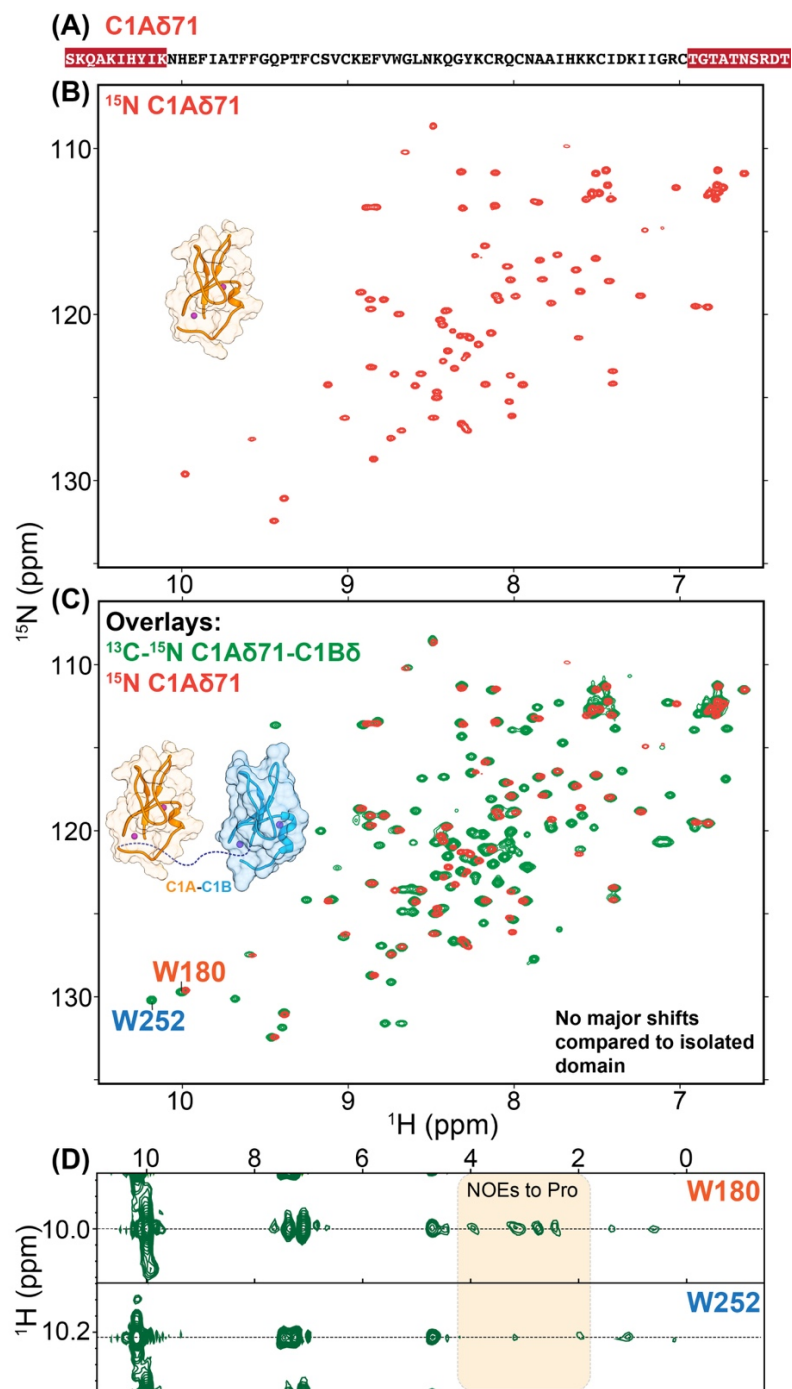 (A) C1Aδ71
SKQAKIHYIKNHEFIATFFGQPTFCSVCKEFVWGLNKQGYKCRQCNAAIHKKCIDKIIGRCTGTATNSRDT
(B)
¹⁵N C1Aδ71
110
120
130
10 9 8 7
¹⁵N (ppm)
(C)
Overlays:
¹³C-¹⁵N C1Aδ71-C1Bδ
¹⁵N C1Aδ71
110
120
C1A-C1B
W180
W252
130
No major shifts
compared to isolated
domain
10 9 8 7
¹H (ppm)
(D)
10 8 6 4 2 0
NOEs to Pro
W180
10.0
W252
10.2
¹H (ppm)